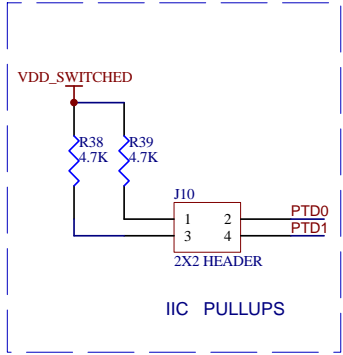 VDD_SWITCHED
R38 R39
4.7K 4.7K
J10
1 2 PTD0
3 4 PTD1
2X2 HEADER
IIC PULLUPS